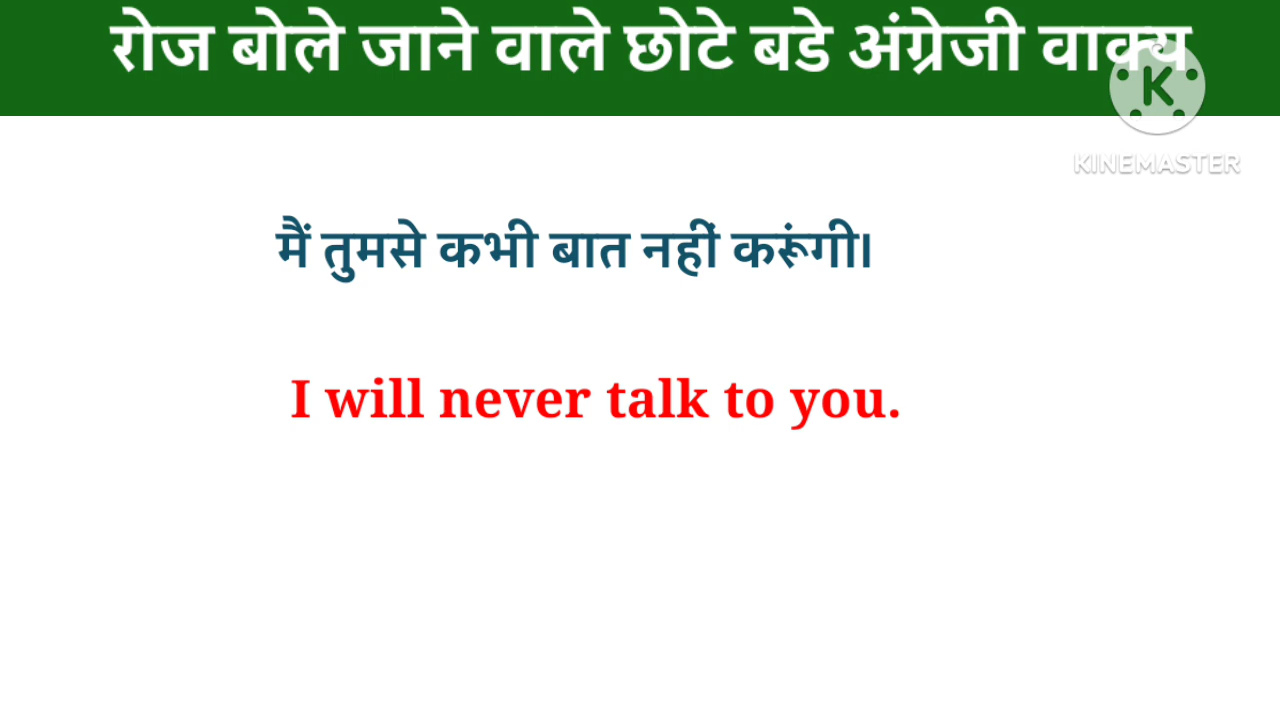 रोज बोले जाने वाले छोटे बडे अंग्रेजी वाक्य
K
KINEMASTER
मैं तुमसे कभी बात नहीं करूंगी।
I will never talk to you.